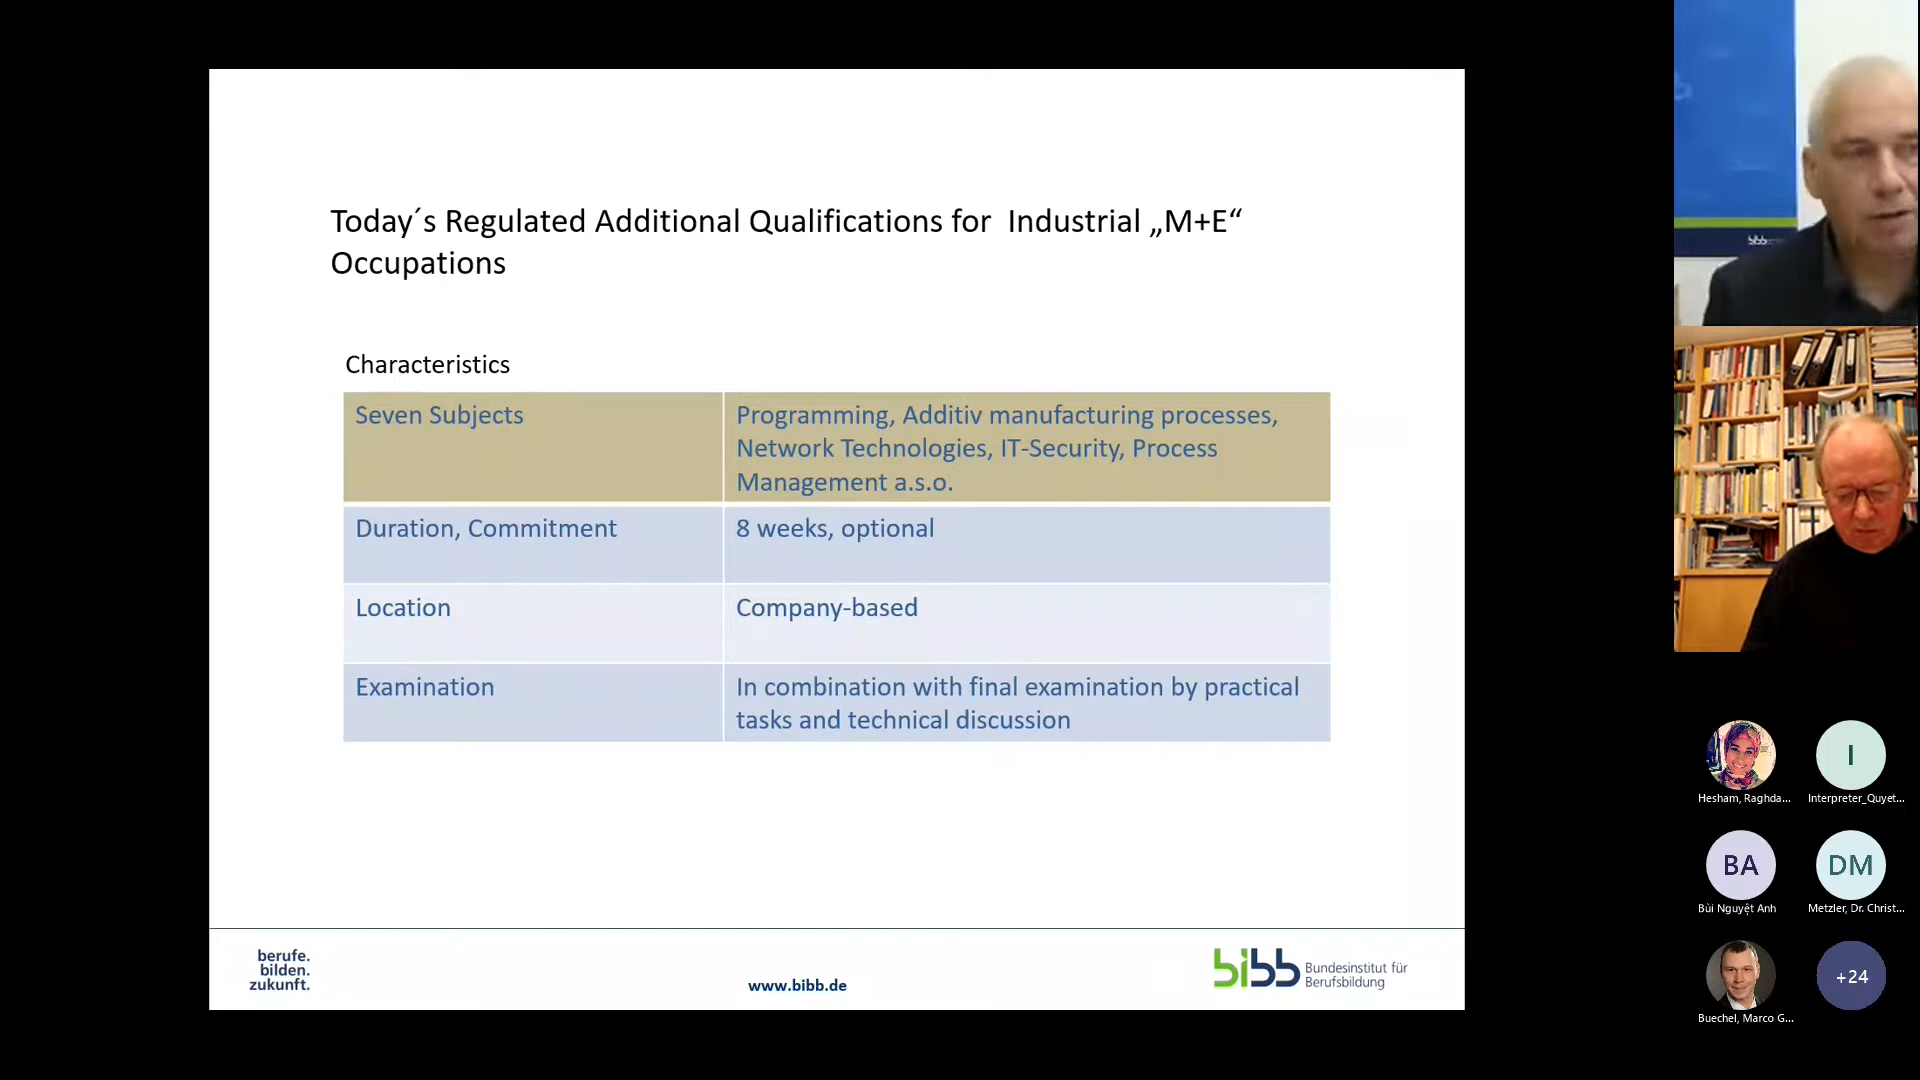 Today´s Regulated Additional Qualifications for  Industrial „M+E“
Occupations
Characteristics
Seven Subjects
Programming, Additiv manufacturing processes,
Network Technologies, IT-Security, Process
Management a.s.o.
Duration, Commitment
8 weeks, optional
Location
Company-based
Examination
In combination with final examination by practical
tasks and technical discussion
berufe.
bilden.
zukunft.
www.bibb.de
bibb
Bundesinstitut für
Berufsbildung
bibb
Hesham, Raghda...
I
Interpreter_Quyet...
BA
Bùi Nguyệt Anh
DM
Metzler, Dr. Christ...
Buechel, Marco G...
+24